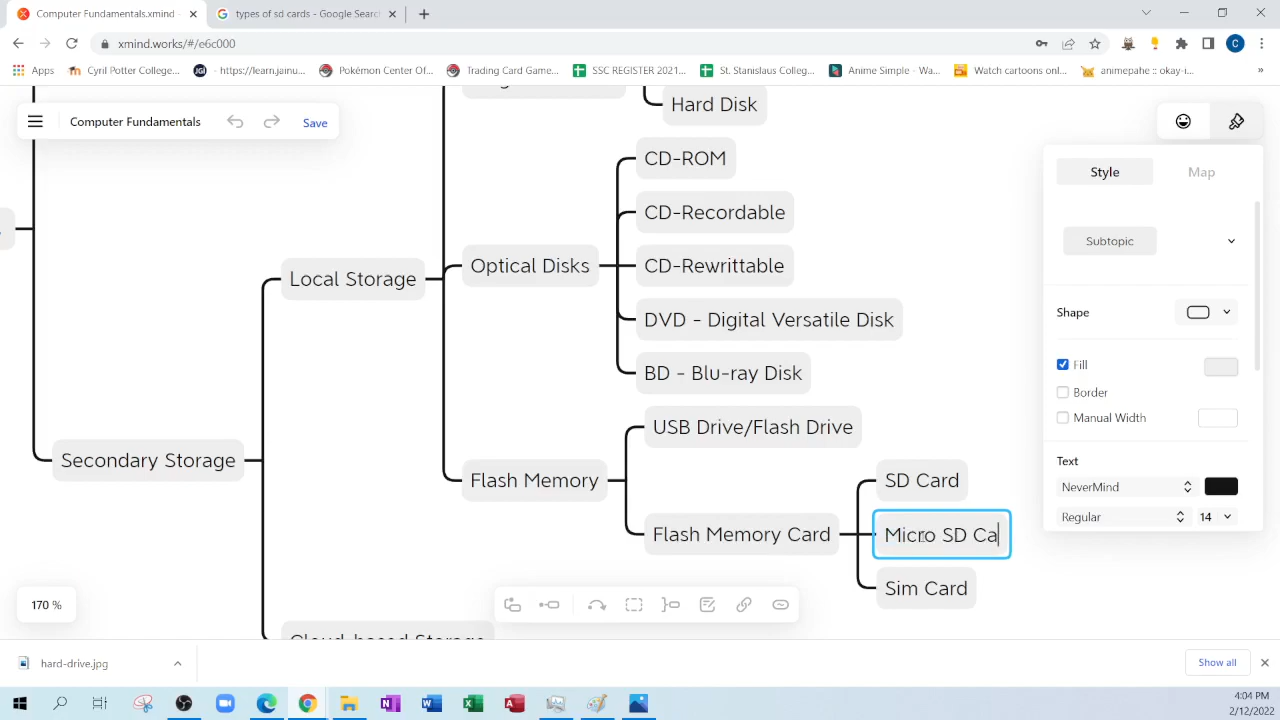 Computer Fundamentals.xmind -
types of sd cards - Google Search
xmind.works/#/e6c000
Apps
Cyril Potter College...
- https://learn.jainu...
Pokémon Center Of...
Trading Card Game...
SSC REGISTER 2021...
St. Stanislaus Colleg...
Anime Simple - Wa...
Watch cartoons onl...
animepahe :: okay-i...
Computer Fundamentals
Save
Hard Disk
CD-ROM
CD-Recordable
Optical Disks
CD-Rewrittable
Local Storage
DVD - Digital Versatile Disk
BD - Blu-ray Disk
USB Drive/Flash Drive
Secondary Storage
Flash Memory
SD Card
Flash Memory Card
Micro SD Ca
Sim Card
Cloud-based Storage
Style
Map
Subtopic
Shape
Fill
Border
Manual Width
Text
NeverMind
Regular
14
170 %
hard-drive.jpg
Show all
4:04 PM
2/12/2022